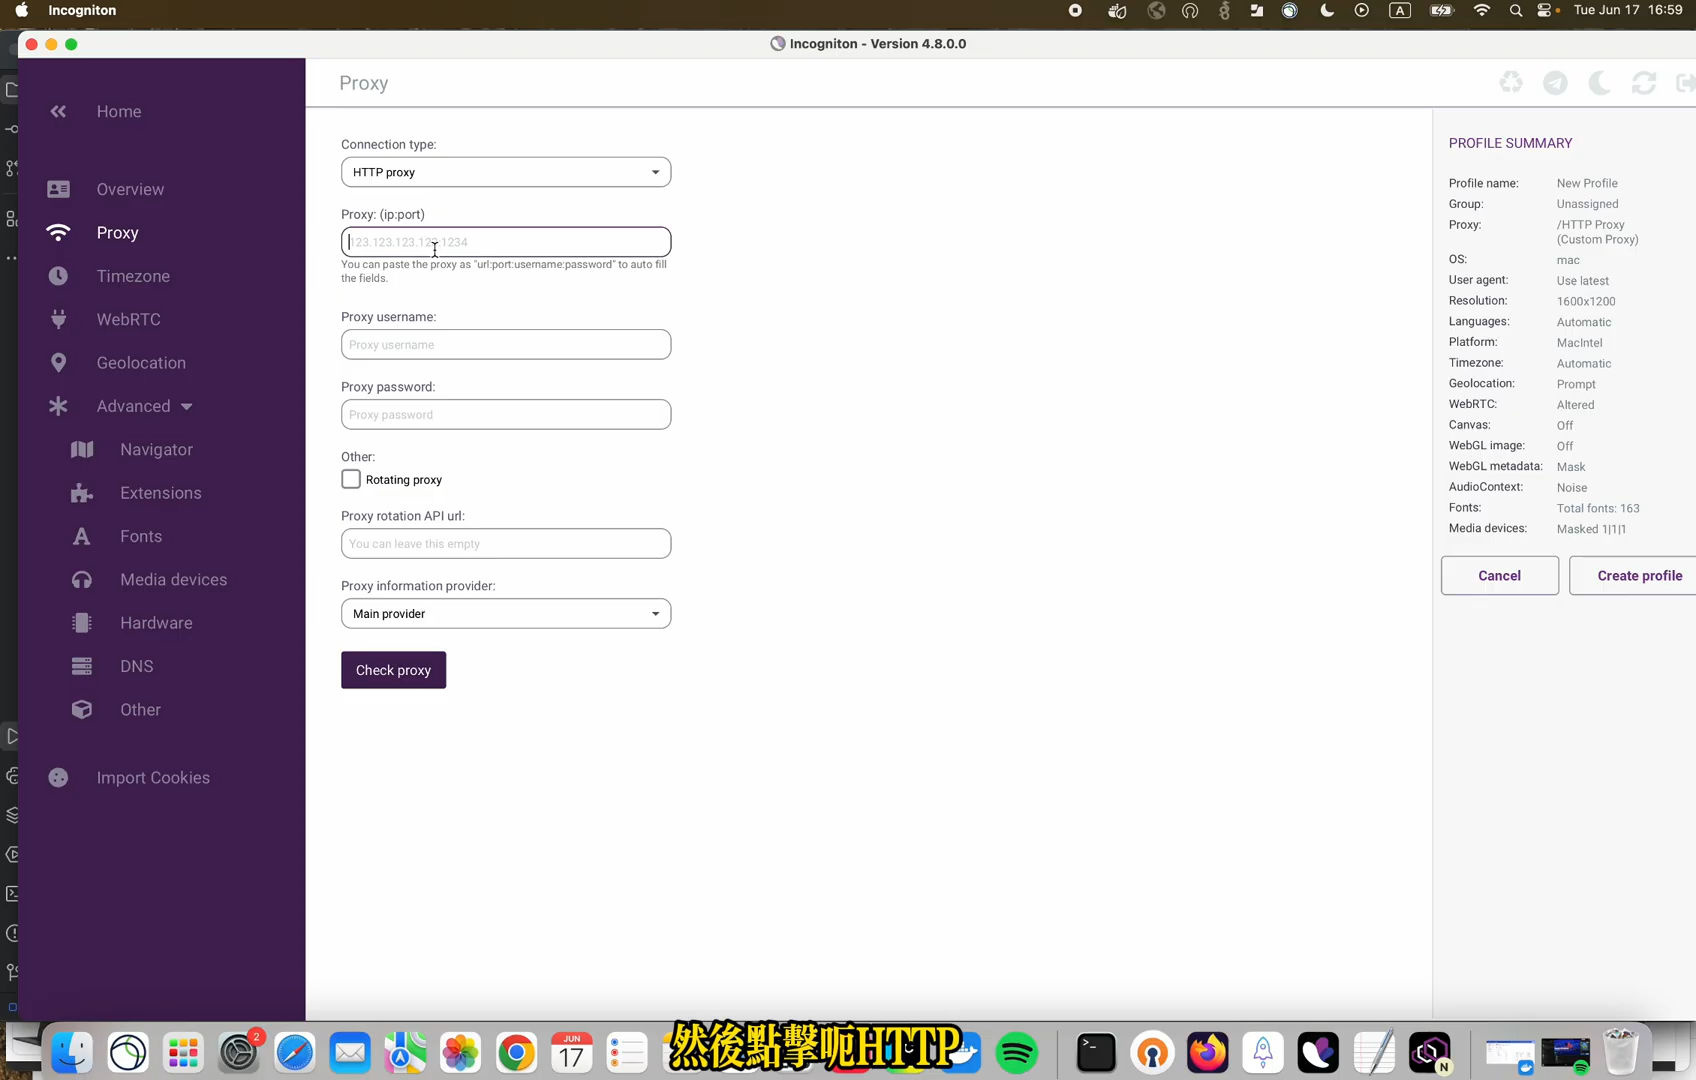 Incogniton
A
Tue Jun 17 16:59
Incogniton - Version 4.8.0.0
Home
Overview
Proxy
Timezone
WebRTC
Geolocation
Advanced
Navigator
Extensions
Fonts
Media devices
Hardware
DNS
Other
Import Cookies
Proxy
Connection type:
HTTP proxy
Proxy: (ip:port)
You can paste the proxy as "url:port:username:password" to auto fill
the fields.
Proxy username:
Proxy username
Proxy password:
Proxy password
Other:
Rotating proxy
Proxy rotation API url:
You can leave this empty
Proxy information provider:
Main provider
Check proxy
PROFILE SUMMARY
Profile name: New Profile
Group: Unassigned
Proxy: /HTTP Proxy
(Custom Proxy)
OS: mac
User agent: Use latest
Resolution: 1600x1200
Languages: Automatic
Platform: MacIntel
Timezone: Automatic
Geolocation: Prompt
WebRTC: Altered
Canvas: Off
WebGL image: Off
WebGL metadata: Mask
AudioContext: Noise
Fonts: Total fonts: 163
Media devices: Masked 1|1|1
Cancel
Create profile
2
JUN
17
然後點擊呃HTTP
N